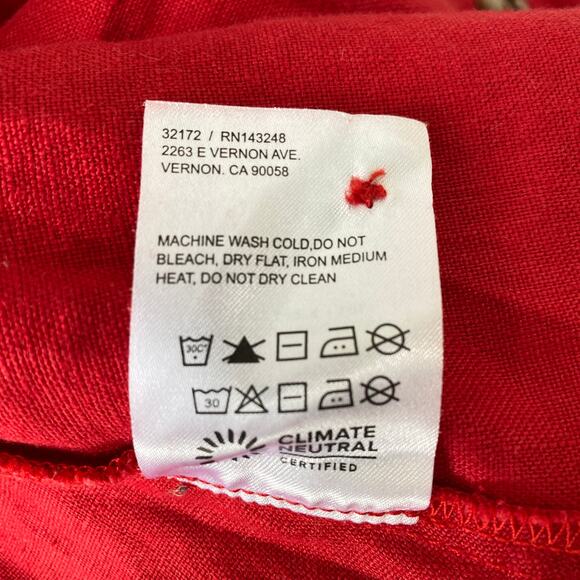 32172 / RN143248
2263 E VERNON AVE.
VERNON. CA 90058
MACHINE WASH COLD,DO NOT
BLEACH, DRY FLAT, IRON MEDIUM
HEAT, DO NOT DRY CLEAN
30C°
30
CLIMATE
NEUTRAL
CERTIFIED